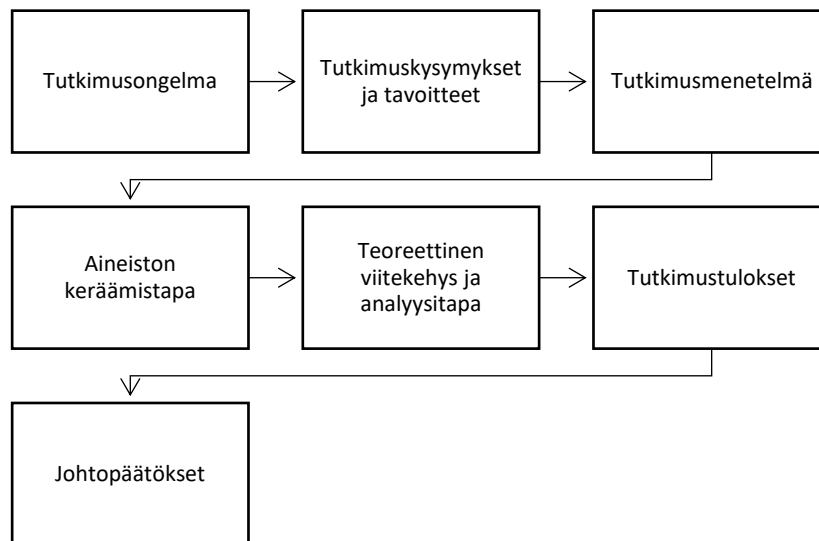 Tutkimusongelma
Tutkimuskysymykset
ja tavoitteet
Tutkimusmenetelmä
Aineiston
keräämistapa
Teoreettinen
viitekehys ja
analyysitapa
Tutkimustulokset
Johtopäätökset